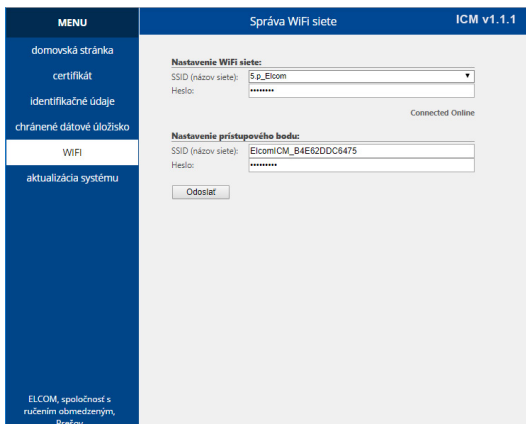 MENU
Správa WiFi siete
ICM v1.1.1
domovská stránka
certifikát
identifikačné údaje
chránené dátové úložisko
WIFI
aktualizácia systému
Nastavenie WiFi siete:
SSID (názov siete): 5.p_Elcom
Heslo: ••••••••
Connected Online
Nastavenie prístupového bodu:
SSID (názov siete): ElcomICM_B4E62DDC6475
Heslo: •••••••••
Odoslať
ELCOM, spoločnosť s
ručením obmedzeným,
Prešov